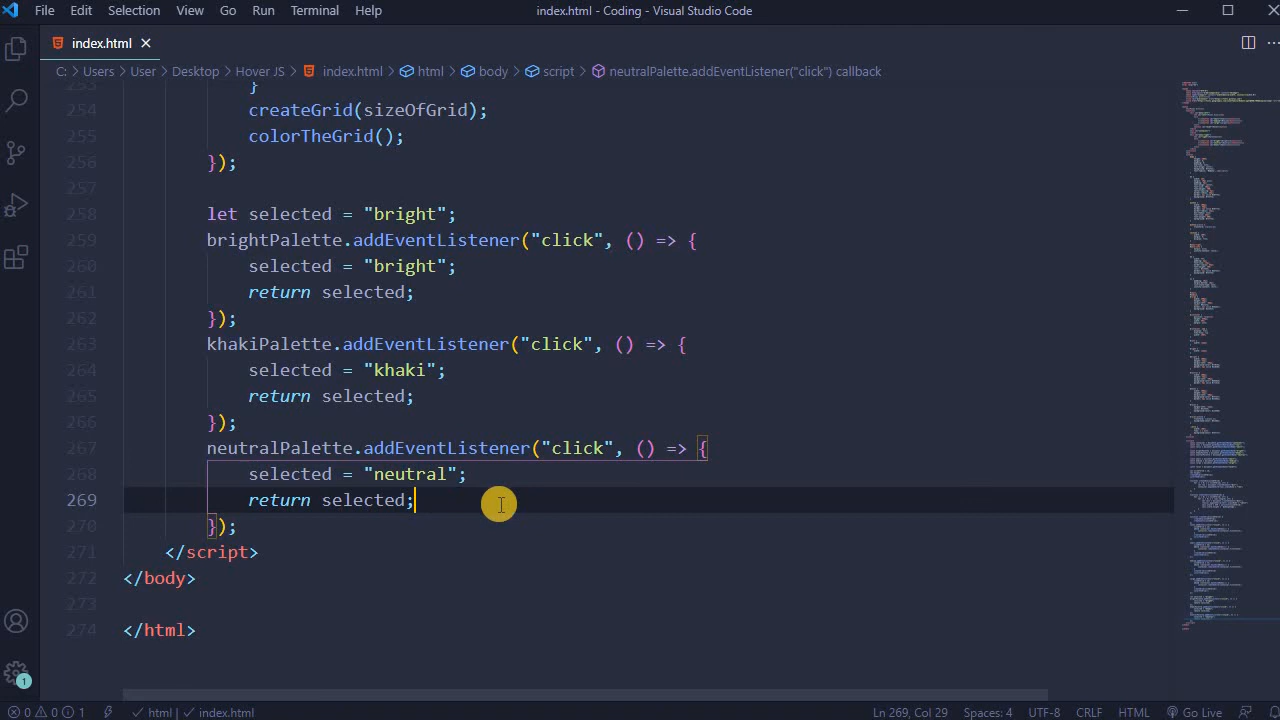 File Edit Selection View Go Run Terminal Help index.html - Coding - Visual Studio Code
index.html
C: > Users > User > Desktop > Hover JS > index.html > html > body > script > neutralPalette.addEventListener("click") callback
253 }
254 createGrid(sizeOfGrid);
255 colorTheGrid();
256 });
257
258 let selected = "bright";
259 brightPalette.addEventListener("click", () => {
260 selected = "bright";
261 return selected;
262 });
263 khakiPalette.addEventListener("click", () => {
264 selected = "khaki";
265 return selected;
266 });
267 neutralPalette.addEventListener("click", () => {
268 selected = "neutral";
269 return selected;
270 });
271 </script>
272 </body>
273
274 </html>
1
0 0 1 html | index.html Ln 269, Col 29 Spaces: 4 UTF-8 CRLF HTML Go Live